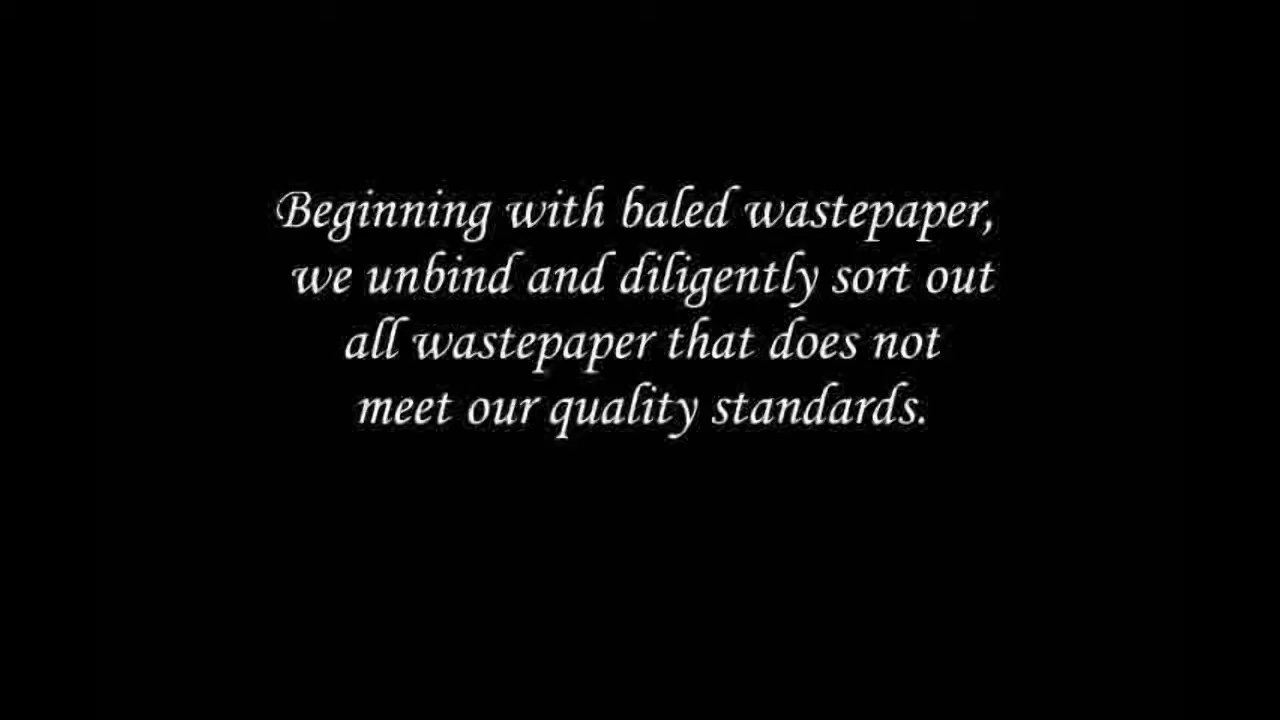 Beginning with baled wastepaper,
we unbind and diligently sort out
all wastepaper that does not
meet our quality standards.